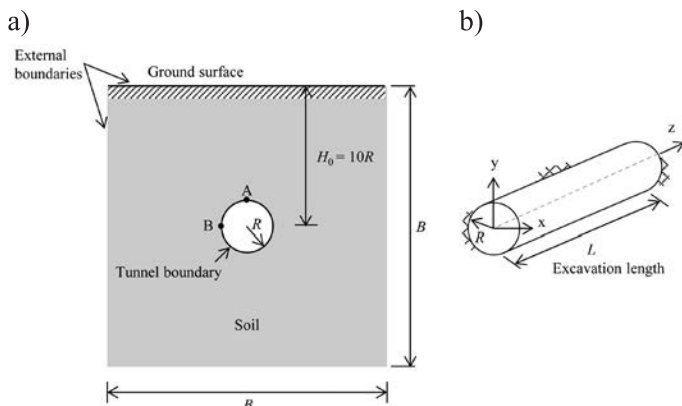 a)
External
boundaries
Ground surface
H₀ = 10R
A
B
R
B
Tunnel boundary
Soil
B
b)
y
z
x
R
L
Excavation length